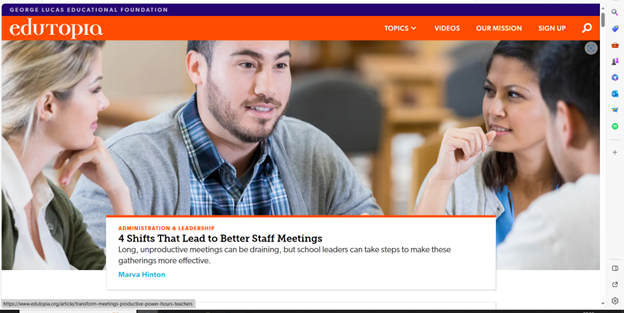 GEORGE LUCAS EDUCATIONAL FOUNDATION
edutopia
TOPICS VIDEOS OUR MISSION SIGN UP
ADMINISTRATION & LEADERSHIP
4 Shifts That Lead to Better Staff Meetings
Long, unproductive meetings can be draining, but school leaders can take steps to make these
gatherings more effective.
Marva Hinton
https://www.edutopia.org/article/transform-meetings-productive-power-hours-teachers